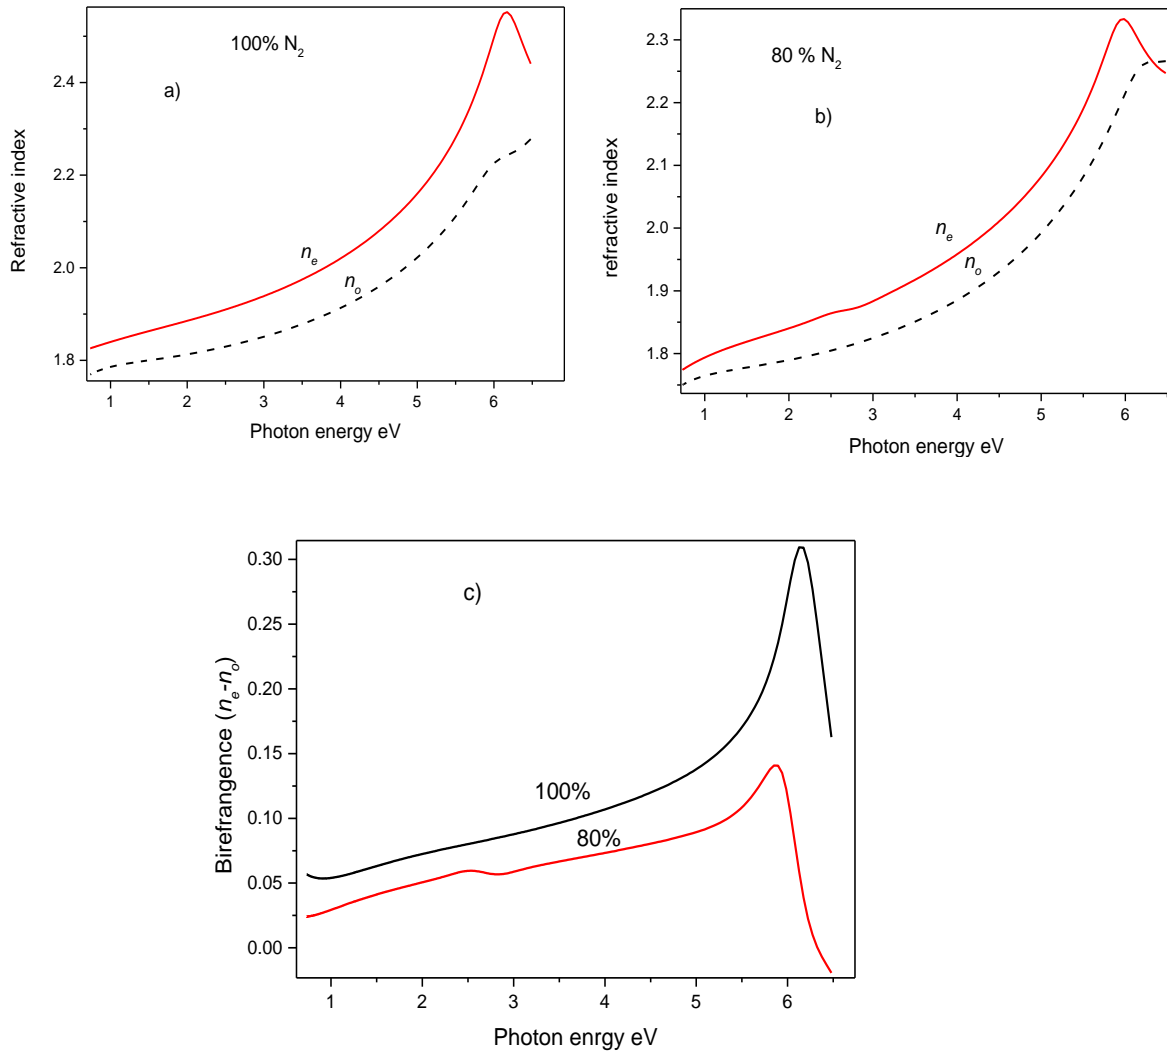 100% N2
a)
2.4
2.2
2.0
1.8
Refractive index
ne
no
1 2 3 4 5 6
Photon energy eV
80 % N2
b)
2.3
2.2
2.1
2.0
1.9
1.8
refractive index
ne
no
1 2 3 4 5 6
Photon energy eV
c)
0.30
0.25
0.20
0.15
0.10
0.05
0.00
Birefrangence (ne-no)
100%
80%
1 2 3 4 5 6
Photon enrgy eV